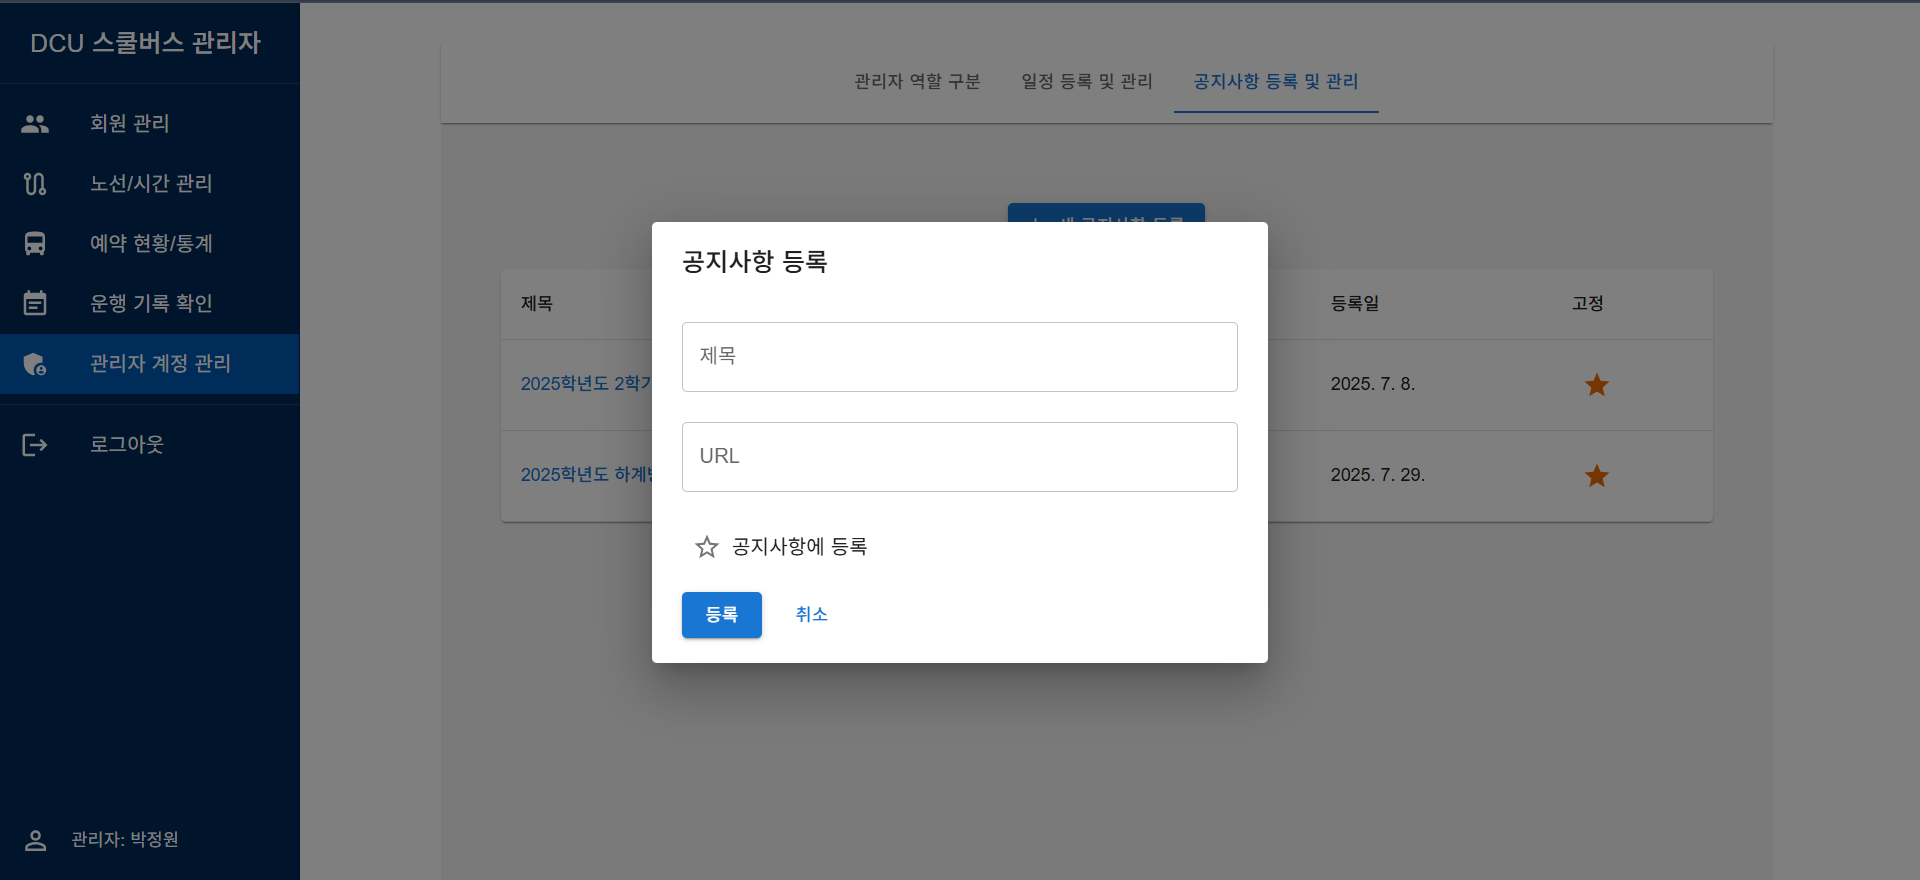 DCU 스쿨버스 관리자
회원 관리
노선/시간 관리
예약 현황/통계
운행 기록 확인
관리자 계정 관리
로그아웃
관리자: 박정원
관리자 역할 구분 일정 등록 및 관리 공지사항 등록 및 관리
제목 등록일 고정
2025학년도 2학기 2025. 7. 8.
2025학년도 2025. 7. 29.
공지사항 등록
제목
URL
공지사항에 등록
등록 취소